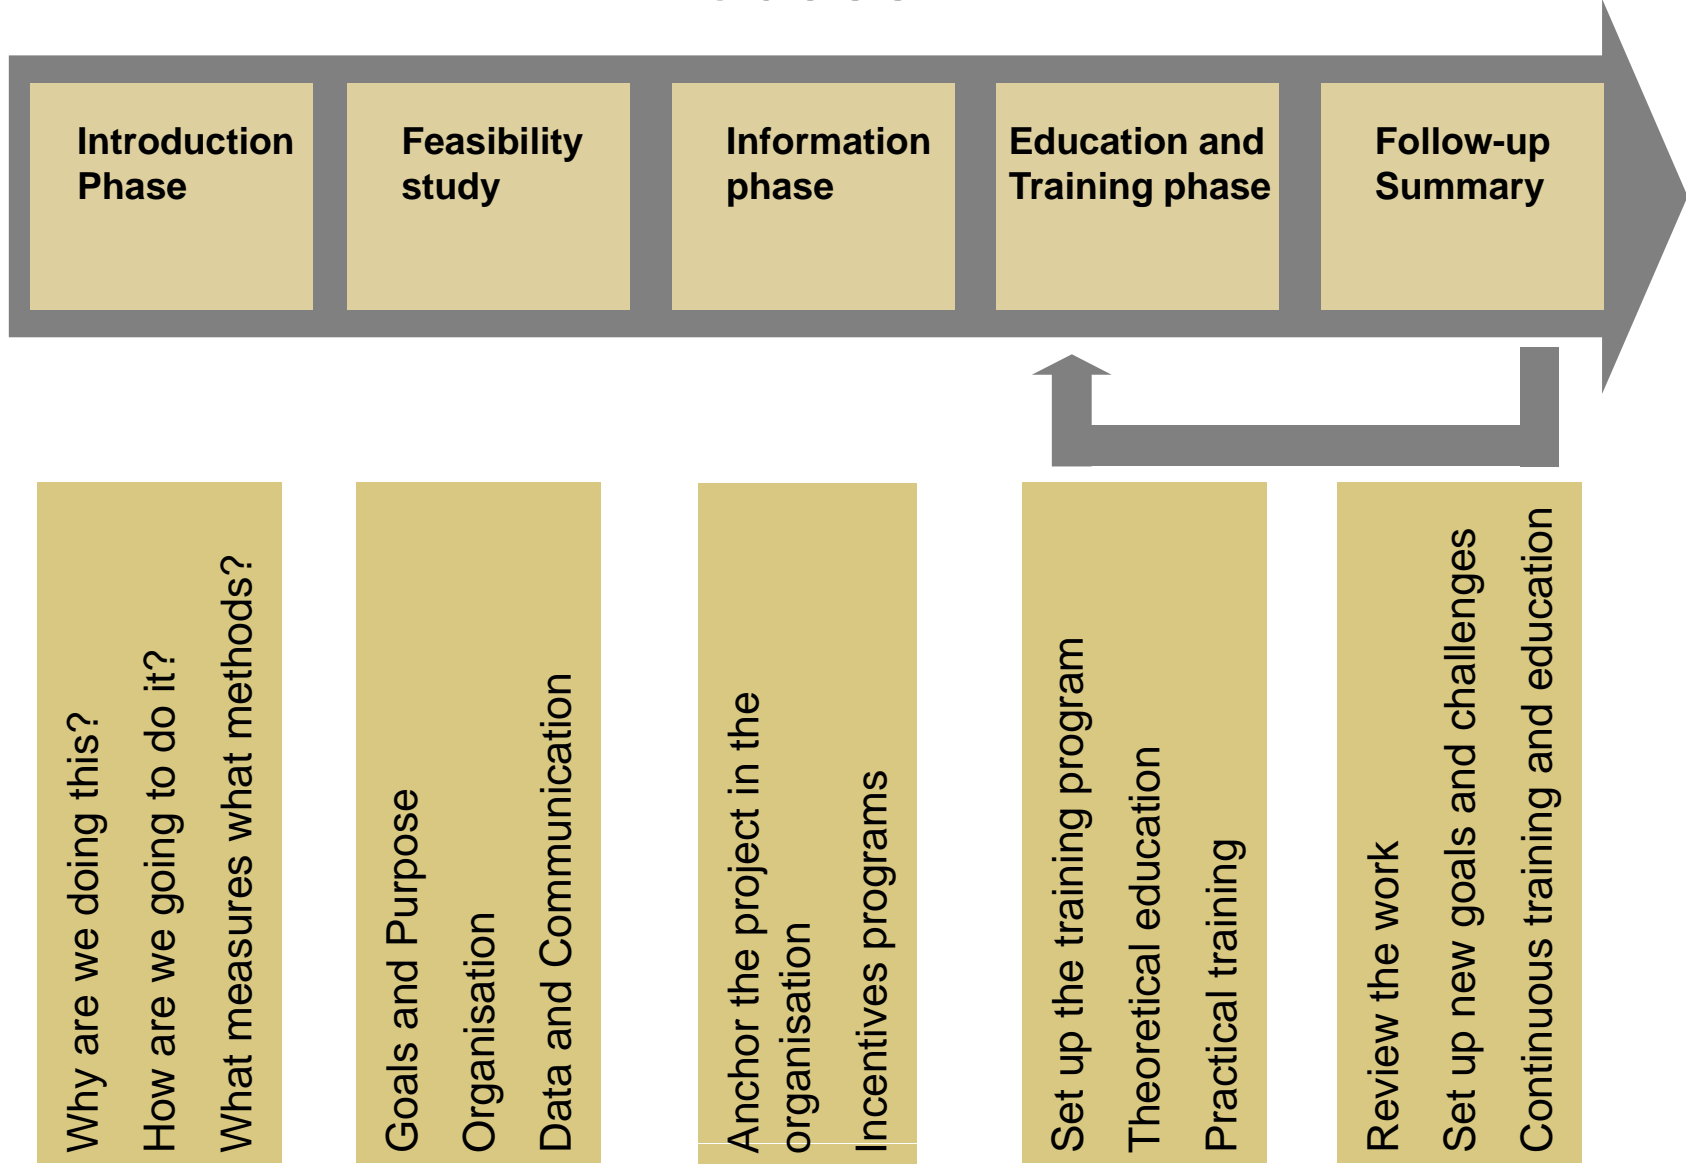 Introduction
Phase
Feasibility
study
Information
phase
Education and
Training phase
Follow-up
Summary
Why are we doing this?
How are we going to do it?
What measures what methods?
Goals and Purpose
Organisation
Data and Communication
Anchor the project in the
organisation
Incentives programs
Set up the training program
Theoretical education
Practical training
Review the work
Set up new goals and challenges
Continuous training and education